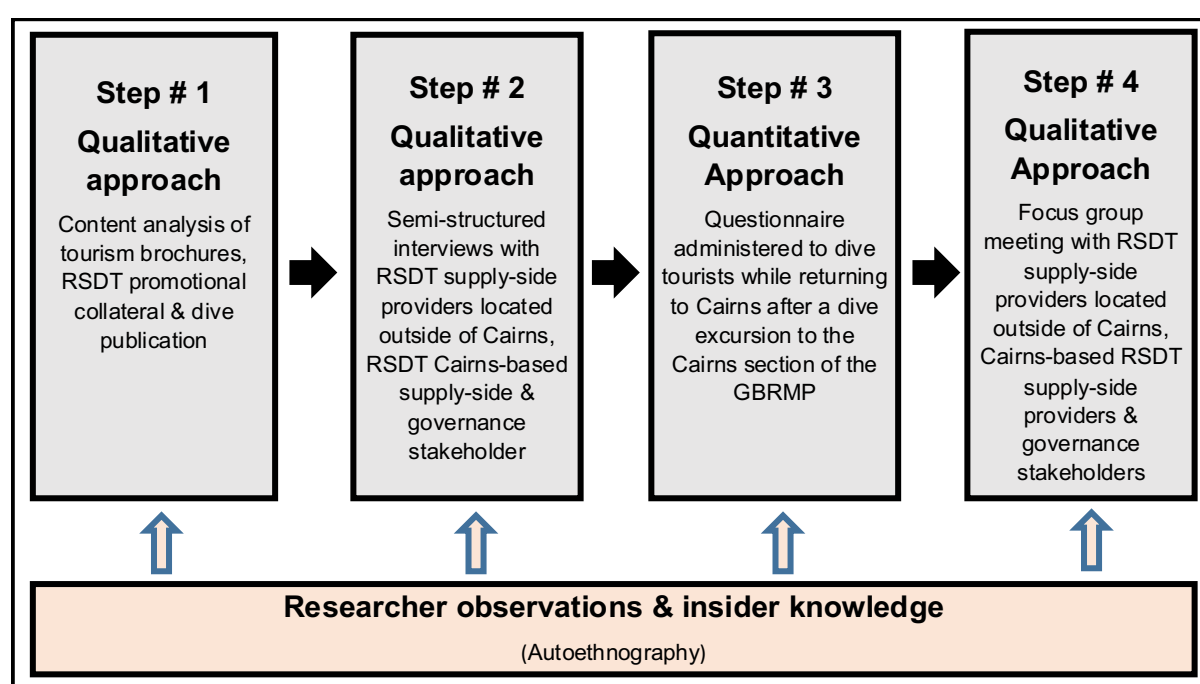 Step # 1
Qualitative
approach
Content analysis of
tourism brochures,
RSDT promotional
collateral & dive
publication
Step # 2
Qualitative
approach
Semi-structured
interviews with
RSDT supply-side
providers located
outside of Cairns,
RSDT Cairns-based
supply-side &
governance
stakeholder
Step # 3
Quantitative
Approach
Questionnaire
administered to dive
tourists while returning
to Cairns after a dive
excursion to the
Cairns section of the
GBRMP
Step # 4
Qualitative
Approach
Focus group
meeting with RSDT
supply-side
providers located
outside of Cairns,
Cairns-based RSDT
supply-side
providers &
governance
stakeholders
Researcher observations & insider knowledge
(Autoethnography)